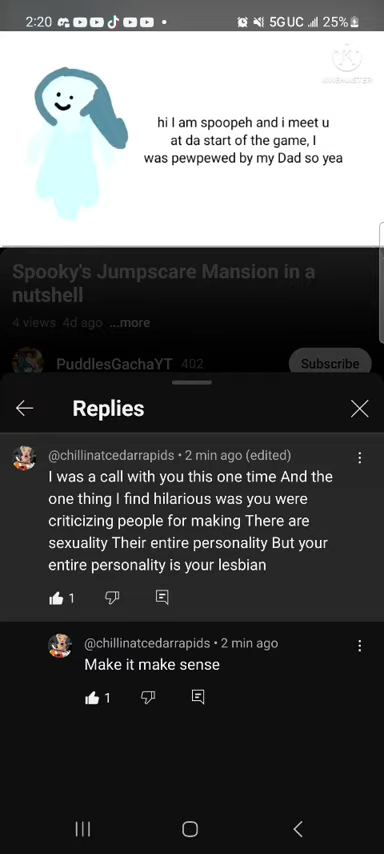 2:20
5GUC
25%
KINEMASTER
hi I am spoopeh and i meet u
at da start of the game, I
was pewpewed by my Dad so yea
Spooky's Jumpscare Mansion in a
nutshell
4 views 4d ago ...more
PuddlesGachaYT 402
Subscribe
Replies
@chillinatcedarrapids • 2 min ago (edited)
I was a call with you this one time And the
one thing I find hilarious was you were
criticizing people for making There are
sexuality Their entire personality But your
entire personality is your lesbian
1
@chillinatcedarrapids • 2 min ago
Make it make sense
1